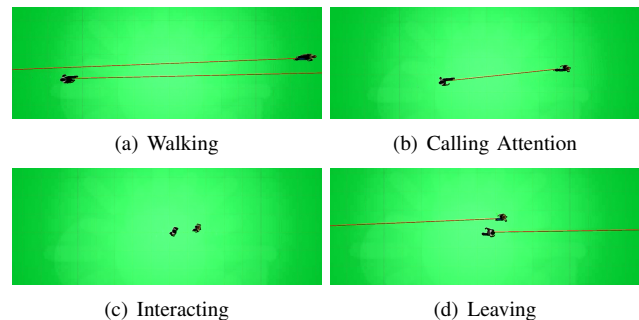 (a) Walking
(b) Calling Attention
(c) Interacting
(d) Leaving